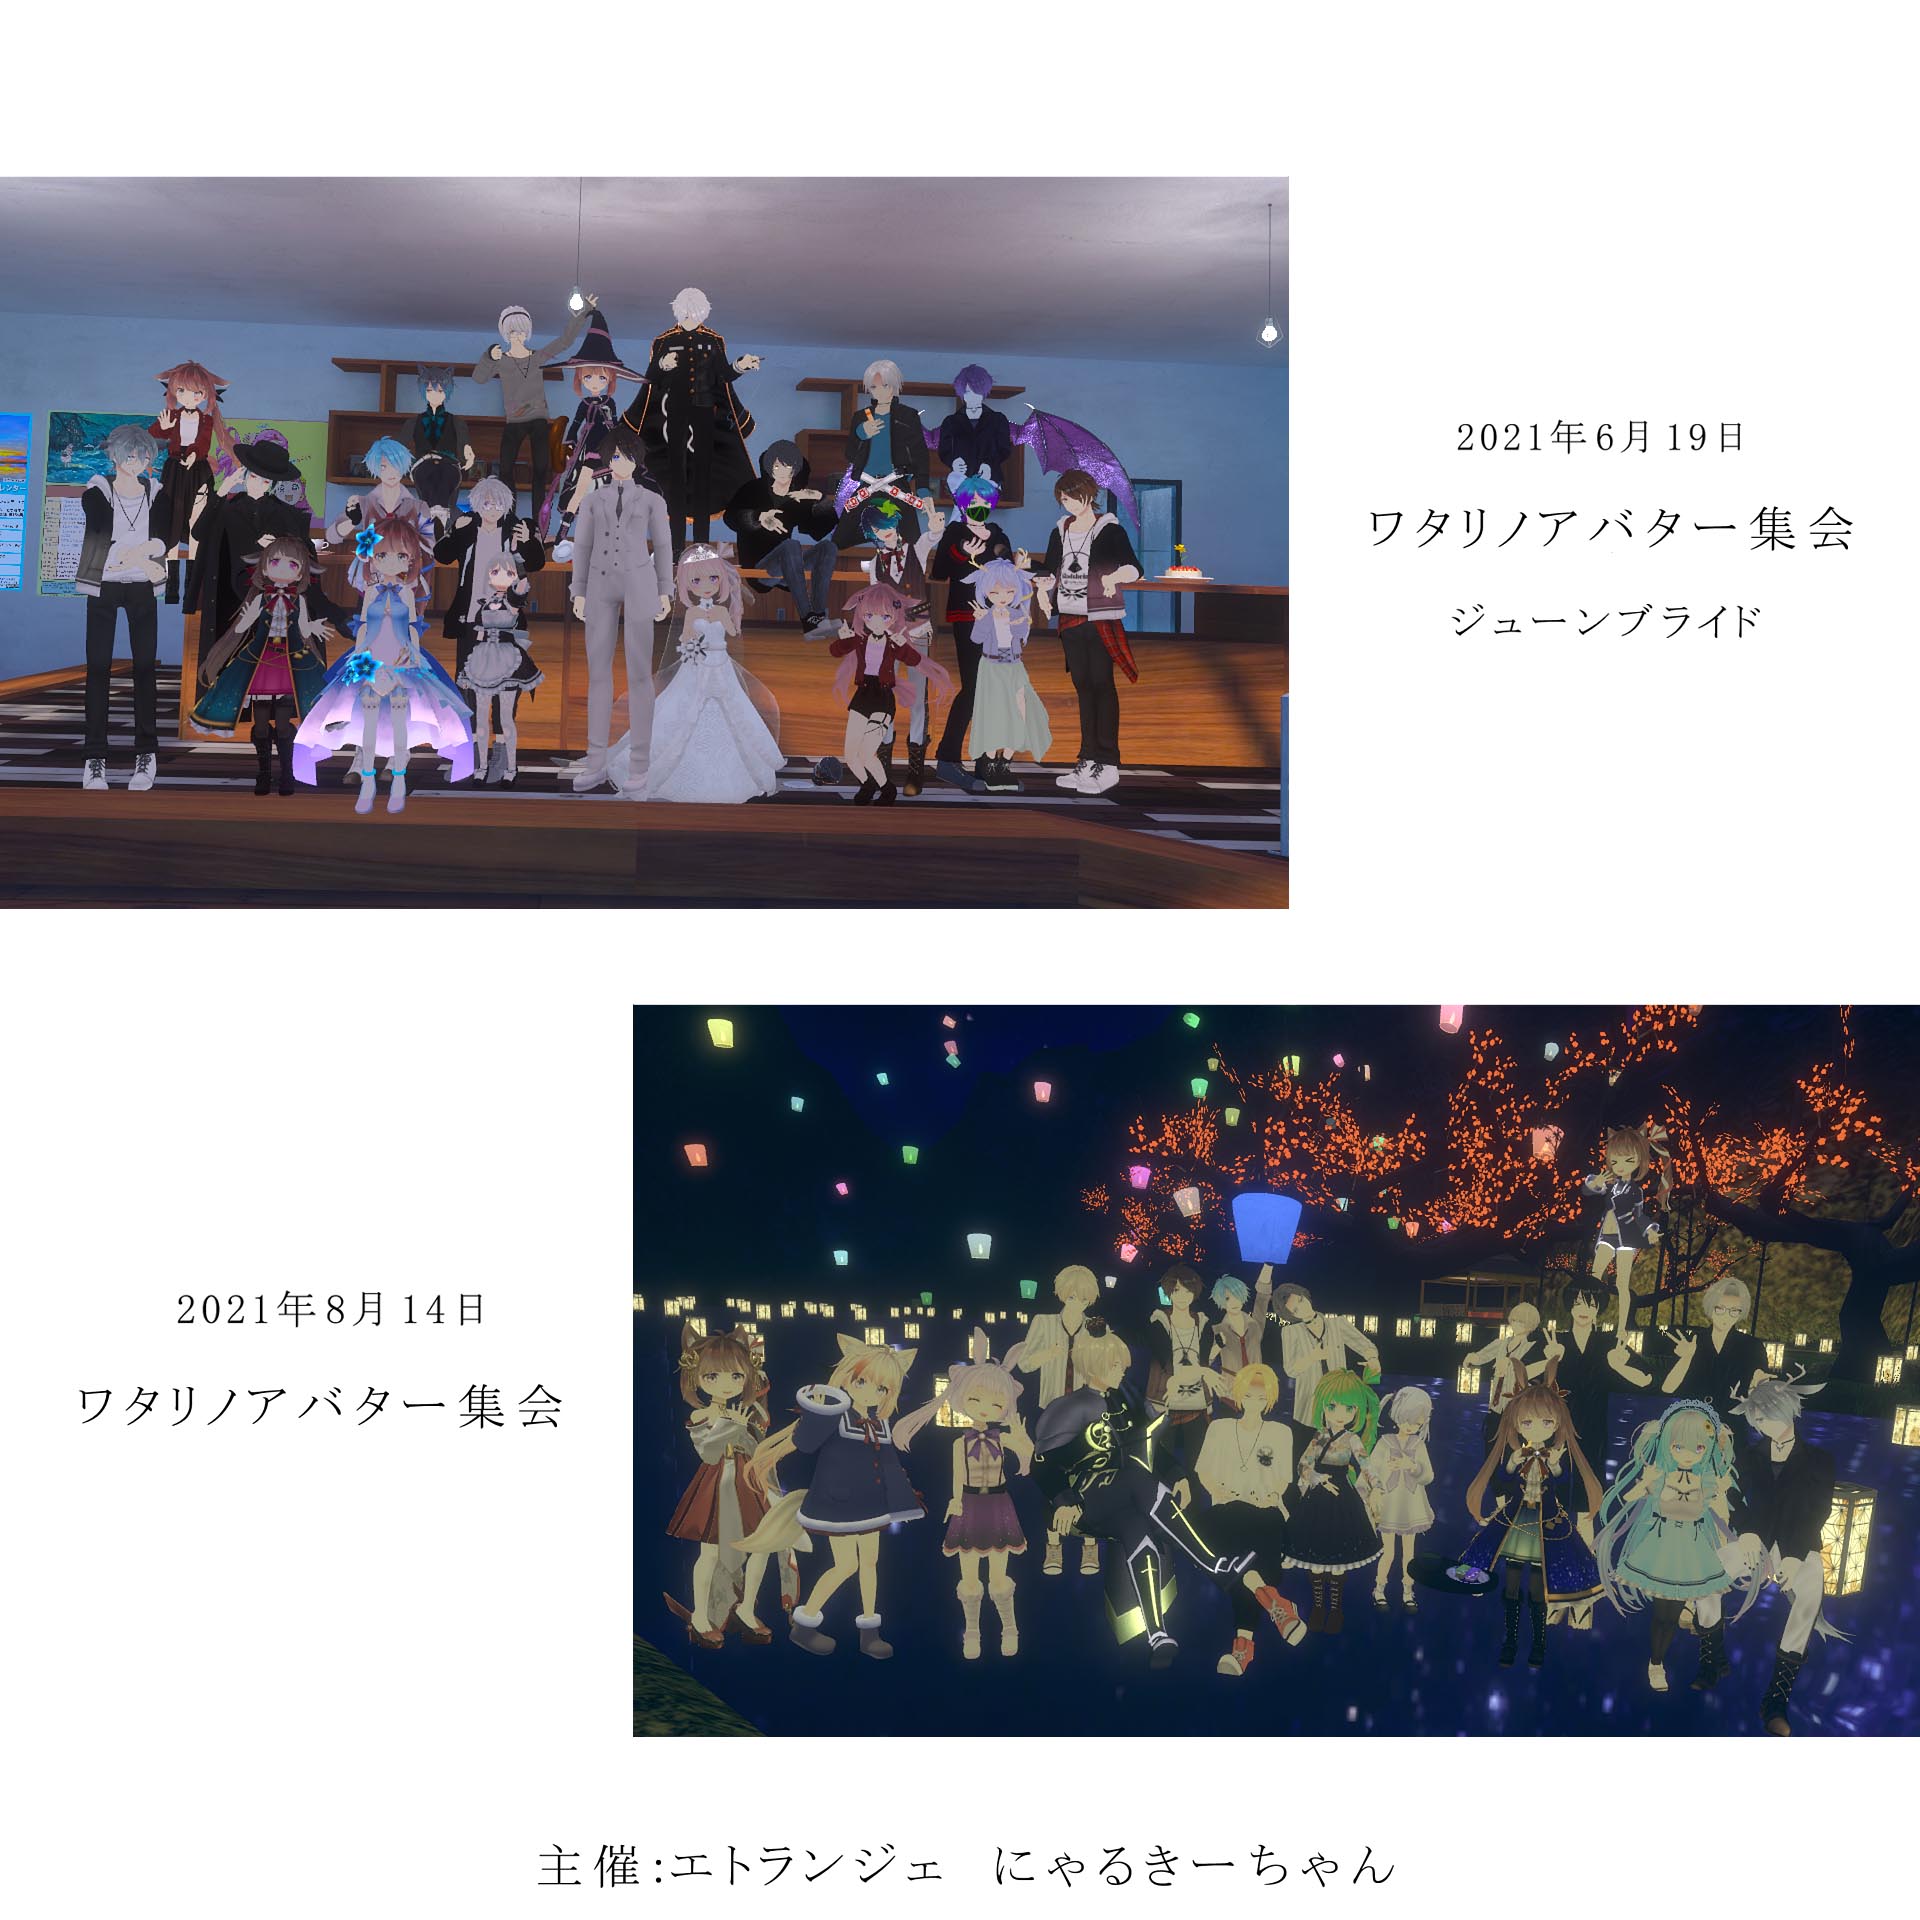 2021年6月19日
ワタリノアバター集会
ジューンブライド
2021年8月14日
ワタリノアバター集会
主催:エトランジェ　にゃるきーちゃん